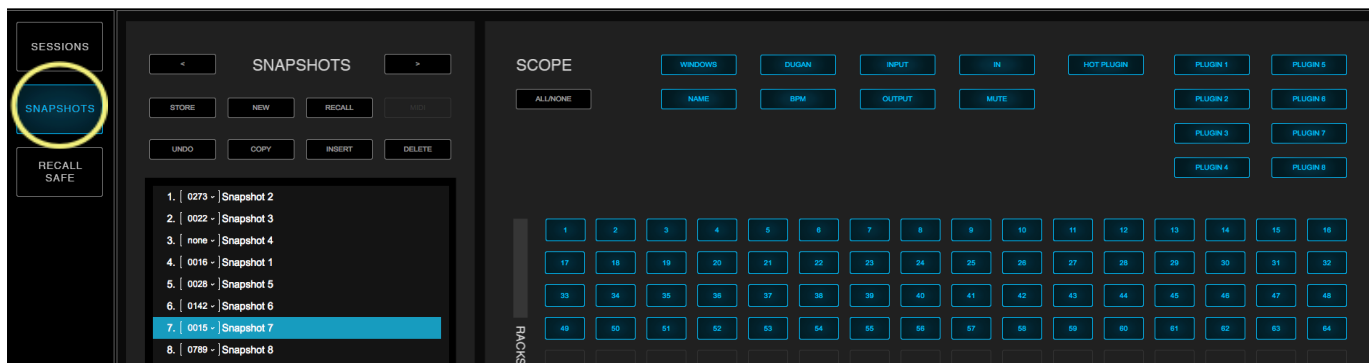 SESSIONS
SNAPSHOTS
RECALL
SAFE
< SNAPSHOTS >
STORE NEW RECALL MIDI
UNDO COPY INSERT DELETE
1. [ 0273 ⌄ ] Snapshot 2
2. [ 0022 ⌄ ] Snapshot 3
3. [ none ⌄ ] Snapshot 4
4. [ 0016 ⌄ ] Snapshot 1
5. [ 0028 ⌄ ] Snapshot 5
6. [ 0142 ⌄ ] Snapshot 6
7. [ 0015 ⌄ ] Snapshot 7
8. [ 0789 ⌄ ] Snapshot 8
SCOPE WINDOWS DUGAN INPUT IN HOT PLUGIN PLUGIN 1 PLUGIN 5
ALL/NONE NAME BPM OUTPUT MUTE PLUGIN 2 PLUGIN 6
PLUGIN 3 PLUGIN 7
PLUGIN 4 PLUGIN 8
RACKS
1 2 3 4 5 6 7 8 9 10 11 12 13 14 15 16
17 18 19 20 21 22 23 24 25 26 27 28 29 30 31 32
33 34 35 36 37 38 39 40 41 42 43 44 45 46 47 48
49 50 51 52 53 54 55 56 57 58 59 60 61 62 63 64